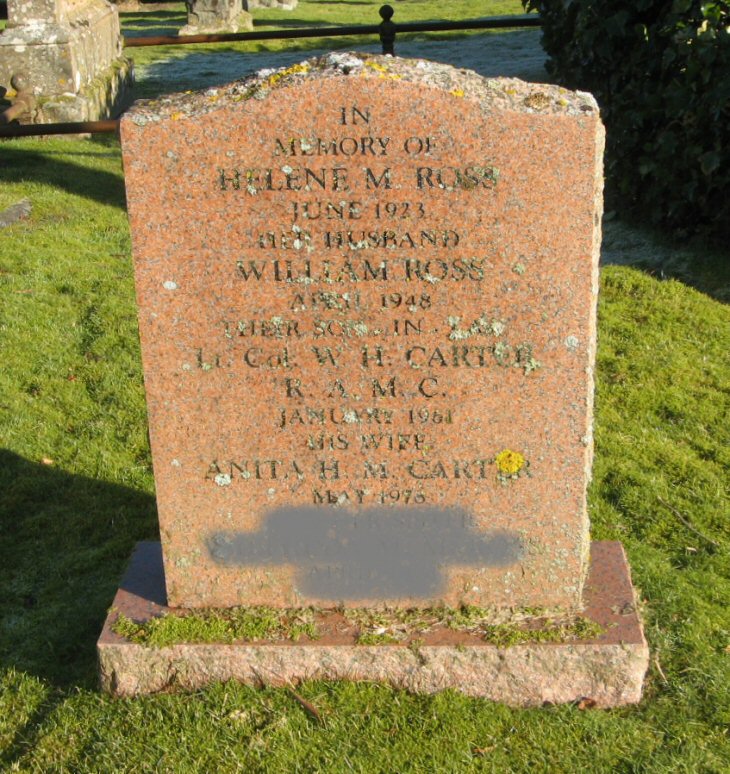 IN
MEMORY OF
HELENE M. ROSS
JUNE 1923
HER HUSBAND
WILLIAM ROSS
APRIL 1948
THEIR SON-IN-LAW
Lt. Col. W. H. CARTER
R. A. M. C.
JANUARY 1961
HIS WIFE
ANITA H. M. CARTER
MAY 1978